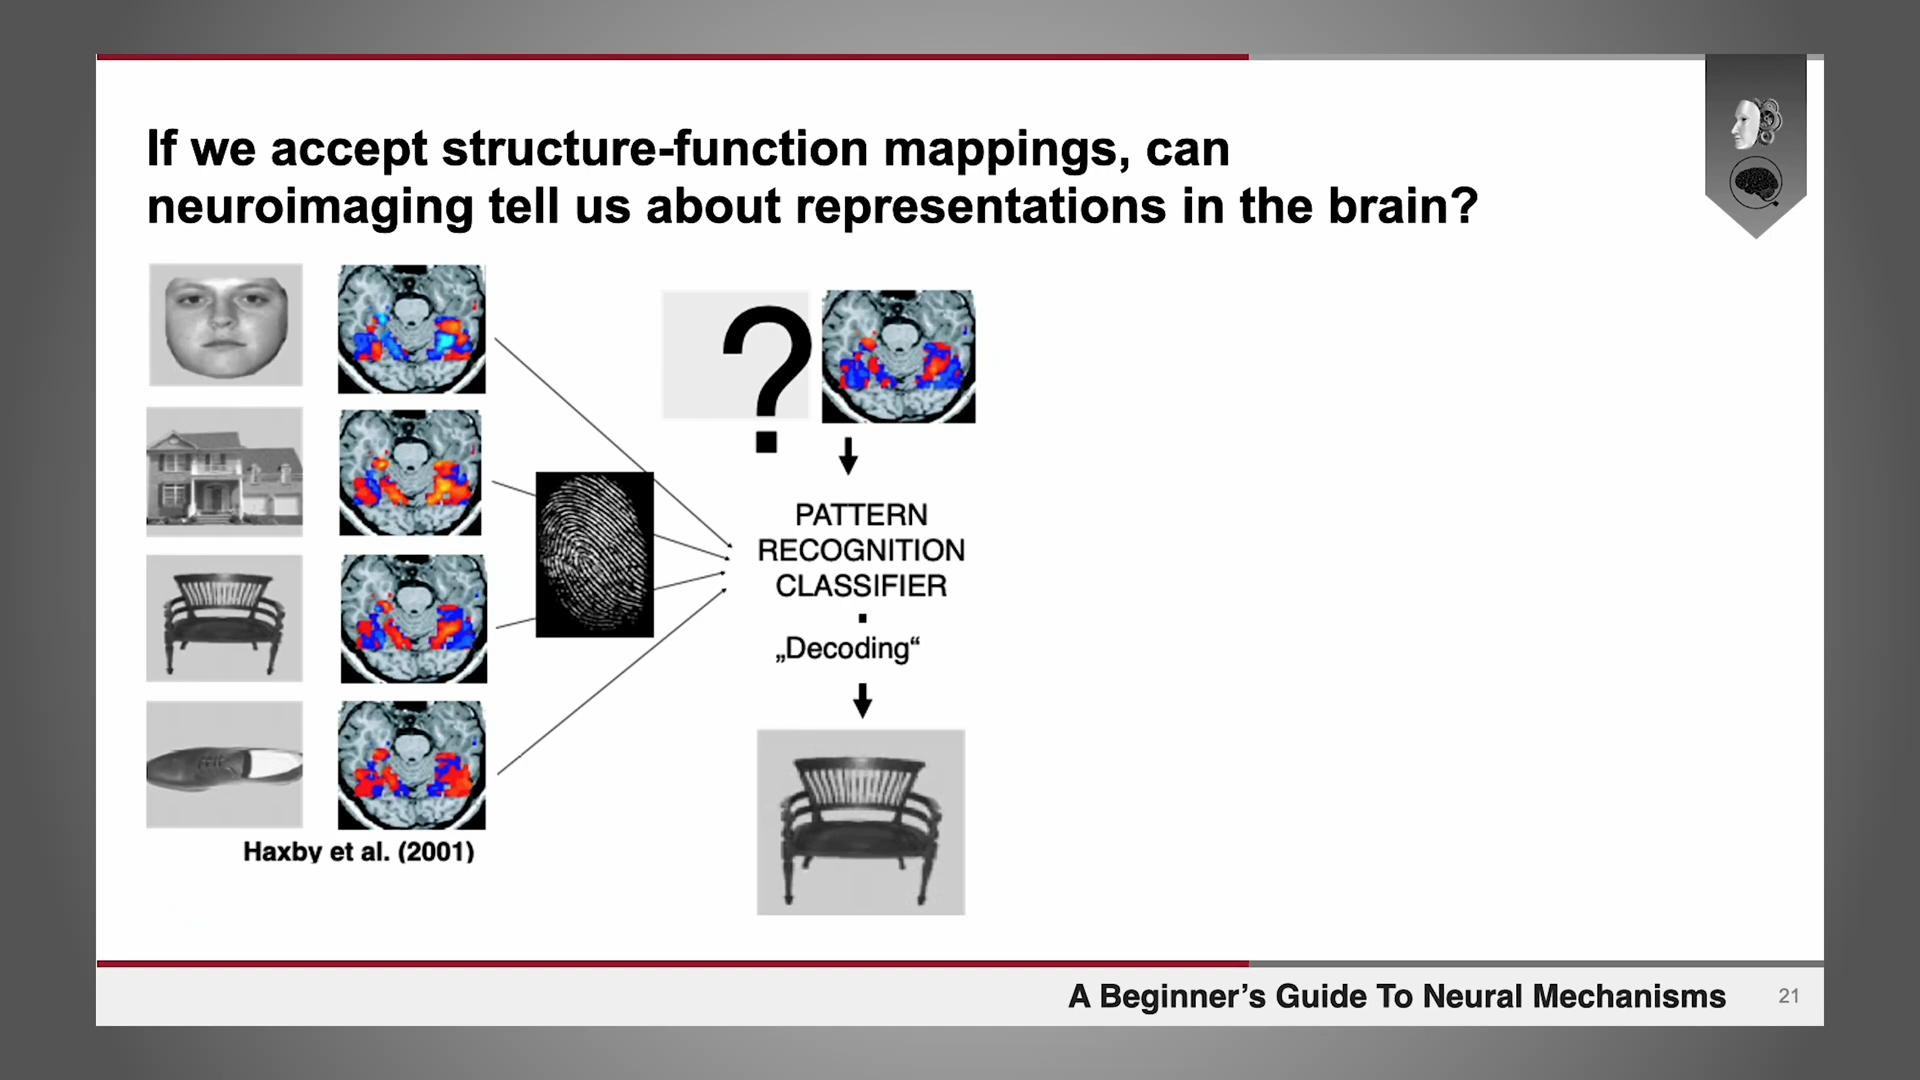 If we accept structure-function mappings, can
neuroimaging tell us about representations in the brain?
?
PATTERN
RECOGNITION
CLASSIFIER
„Decoding“
Haxby et al. (2001)
A Beginner’s Guide To Neural Mechanisms
21